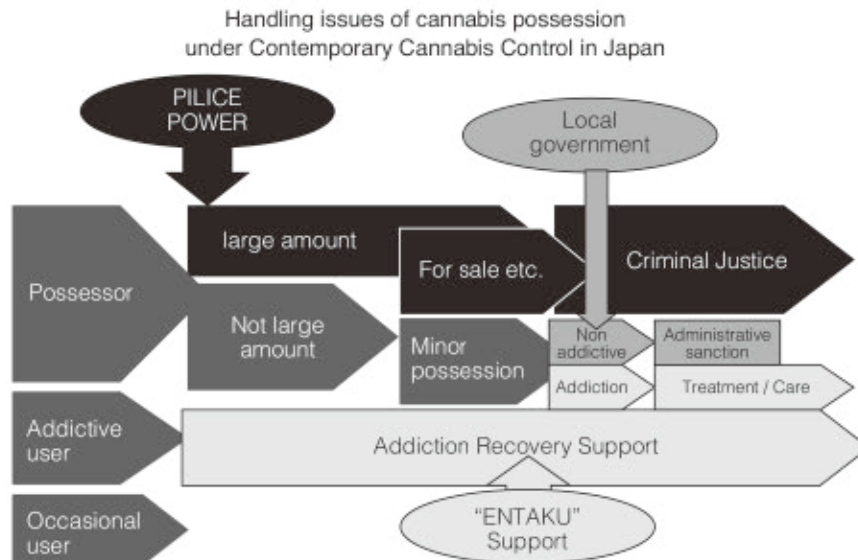 Handling issues of cannabis possession
under Contemporary Cannabis Control in Japan
PILICE
POWER
Local
government
large amount
For sale etc.
Criminal Justice
Possessor
Not large
amount
Minor
possession
Non
addictive
Administrative
sanction
Addiction
Treatment / Care
Addictive
user
Addiction Recovery Support
Occasional
user
“ENTAKU”
Support